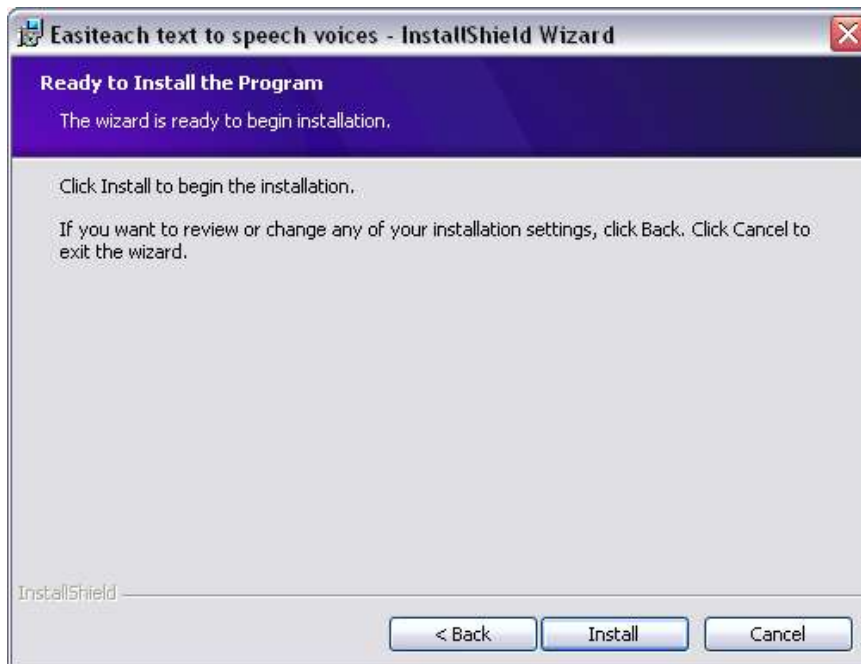 Easiteach text to speech voices - InstallShield Wizard
Ready to Install the Program
The wizard is ready to begin installation.
Click Install to begin the installation.
If you want to review or change any of your installation settings, click Back. Click Cancel to
exit the wizard.
InstallShield
< Back
Install
Cancel